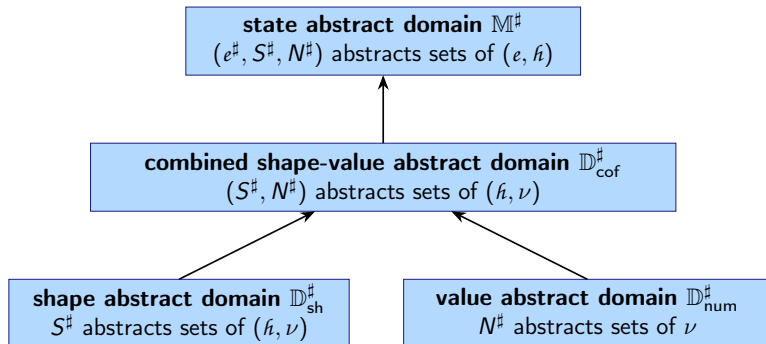 state abstract domain 𝕄♯
(e♯, S♯, N♯) abstracts sets of (e, h)
combined shape-value abstract domain 𝔻♯cof
(S♯, N♯) abstracts sets of (h, ν)
shape abstract domain 𝔻♯sh
S♯ abstracts sets of (h, ν)
value abstract domain 𝔻♯num
N♯ abstracts sets of ν